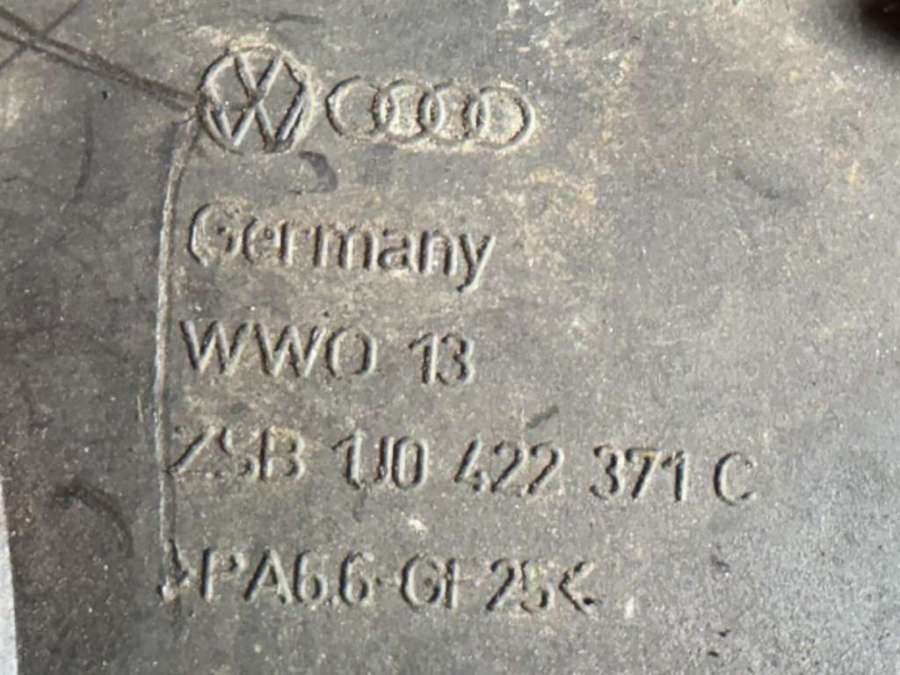 Germany
WWO 13
ZSB 1J0 422 371 C
>PA6.6-GF25<